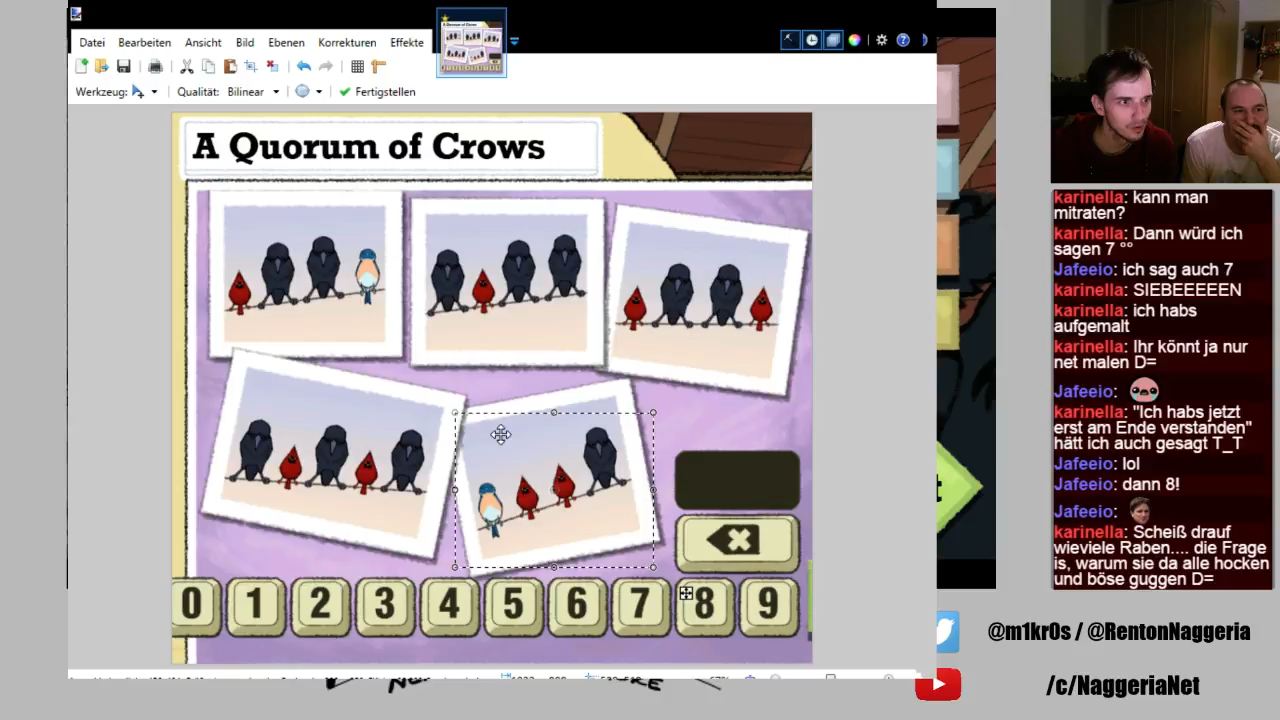 Datei Bearbeiten Ansicht Bild Ebenen Korrekturen Effekte
Werkzeug: Qualität: Bilinear Fertigstellen
A Quorum of Crows
0 1 2 3 4 5 6 7 8 9
karinella: kann man
mitraten?
karinella: Dann würd ich
sagen 7 °°
Jafeeio: ich sag auch 7
karinella: SIEBEEEEEN
karinella: ich habs
aufgemalt
karinella: Ihr könnt ja nur
net malen D=
Jafeeio:
karinella: "Ich habs jetzt
erst am Ende verstanden"
hätt ich auch gesagt T_T
Jafeeio: lol
Jafeeio: dann 8!
Jafeeio:
karinella: Scheiß drauf
wieviele Raben.... die Frage
is, warum sie da alle hocken
und böse guggen D=
@m1kr0s / @RentonNaggeria
/c/NaggeriaNet